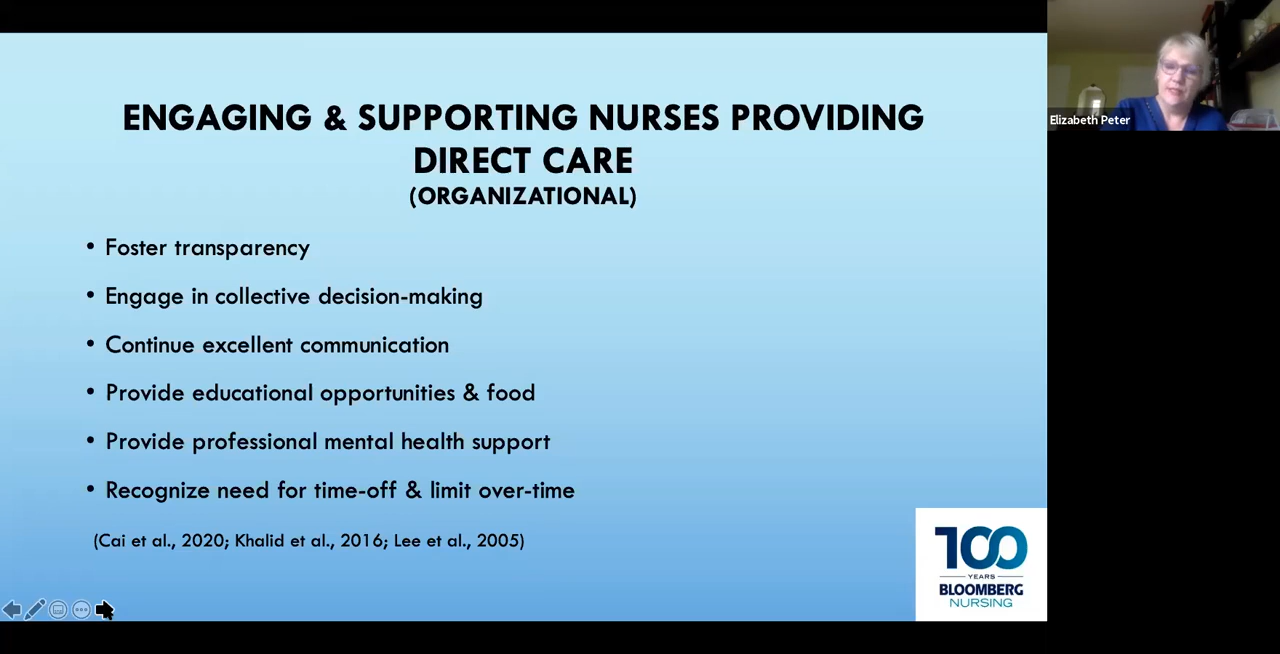 ENGAGING & SUPPORTING NURSES PROVIDING
DIRECT CARE
(ORGANIZATIONAL)
• Foster transparency
• Engage in collective decision-making
• Continue excellent communication
• Provide educational opportunities & food
• Provide professional mental health support
• Recognize need for time-off & limit over-time
(Cai et al., 2020; Khalid et al., 2016; Lee et al., 2005)
100
YEARS
BLOOMBERG
NURSING
Elizabeth Peter